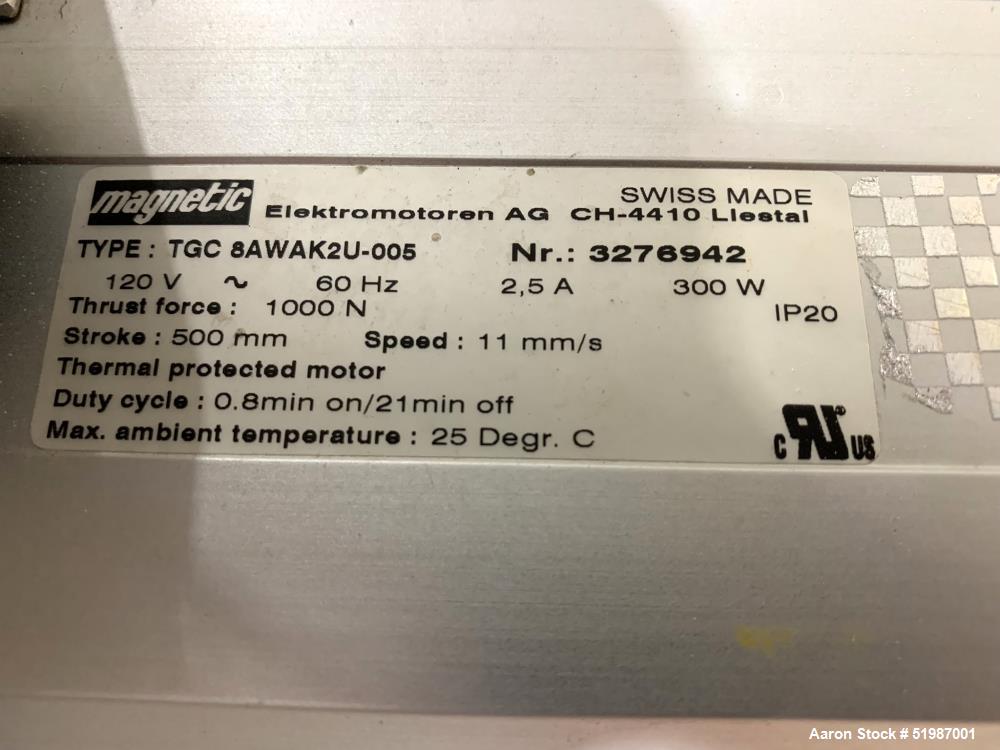 magnetic
SWISS MADE
Elektromotoren AG CH-4410 Liestal
TYPE : TGC 8AWAK2U-005 Nr.: 3276942
120 V ~ 60 Hz 2,5 A 300 W
Thrust force : 1000 N IP20
Stroke : 500 mm Speed : 11 mm/s
Thermal protected motor
Duty cycle : 0.8min on/21min off
Max. ambient temperature : 25 Degr. C
C RU ® US
Aaron Stock # 51987001